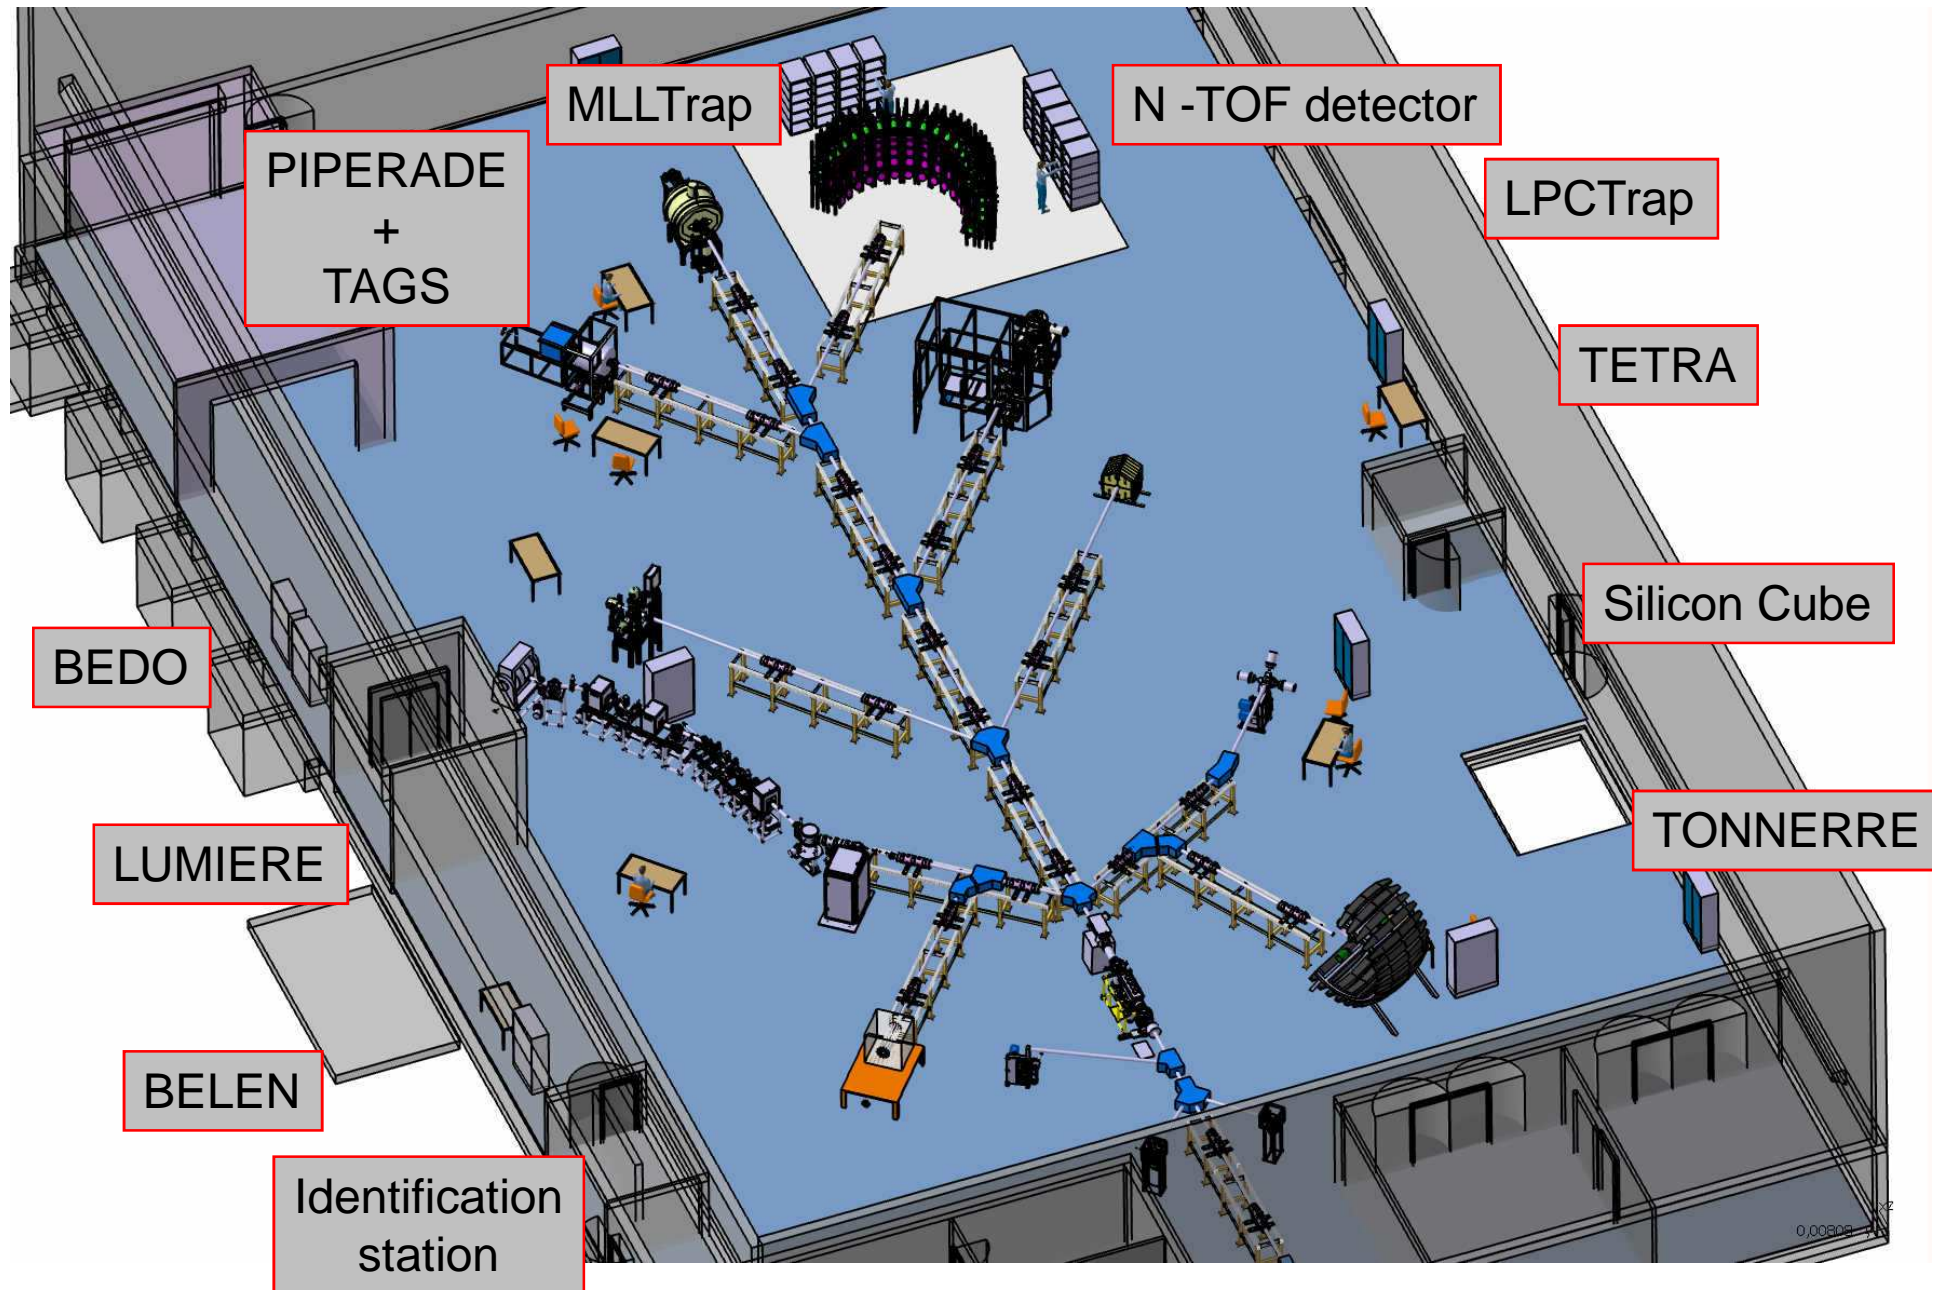 MLLTrap
N -TOF detector
PIPERADE
+
TAGS
LPCTrap
TETRA
Silicon Cube
BEDO
TONNERRE
LUMIERE
BELEN
Identification
station